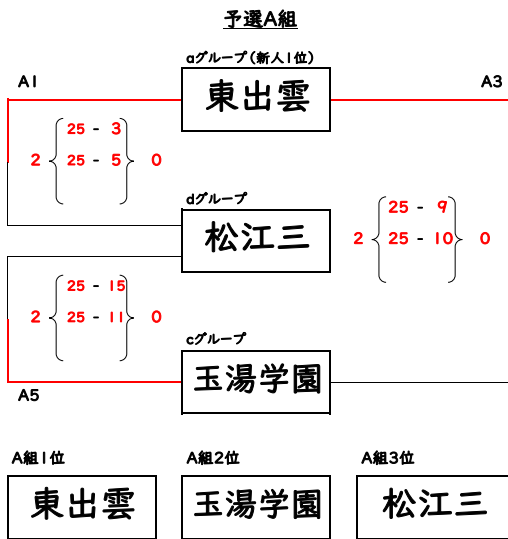 予選A組
aグループ(新人1位)
A1
東出雲
A3
25 - 3
2 25 - 5 0
dグループ
松江三
25 - 9
2 25 - 10 0
25 - 15
2 25 - 11 0
cグループ
玉湯学園
A5
A組1位
A組2位
A組3位
東出雲
玉湯学園
松江三